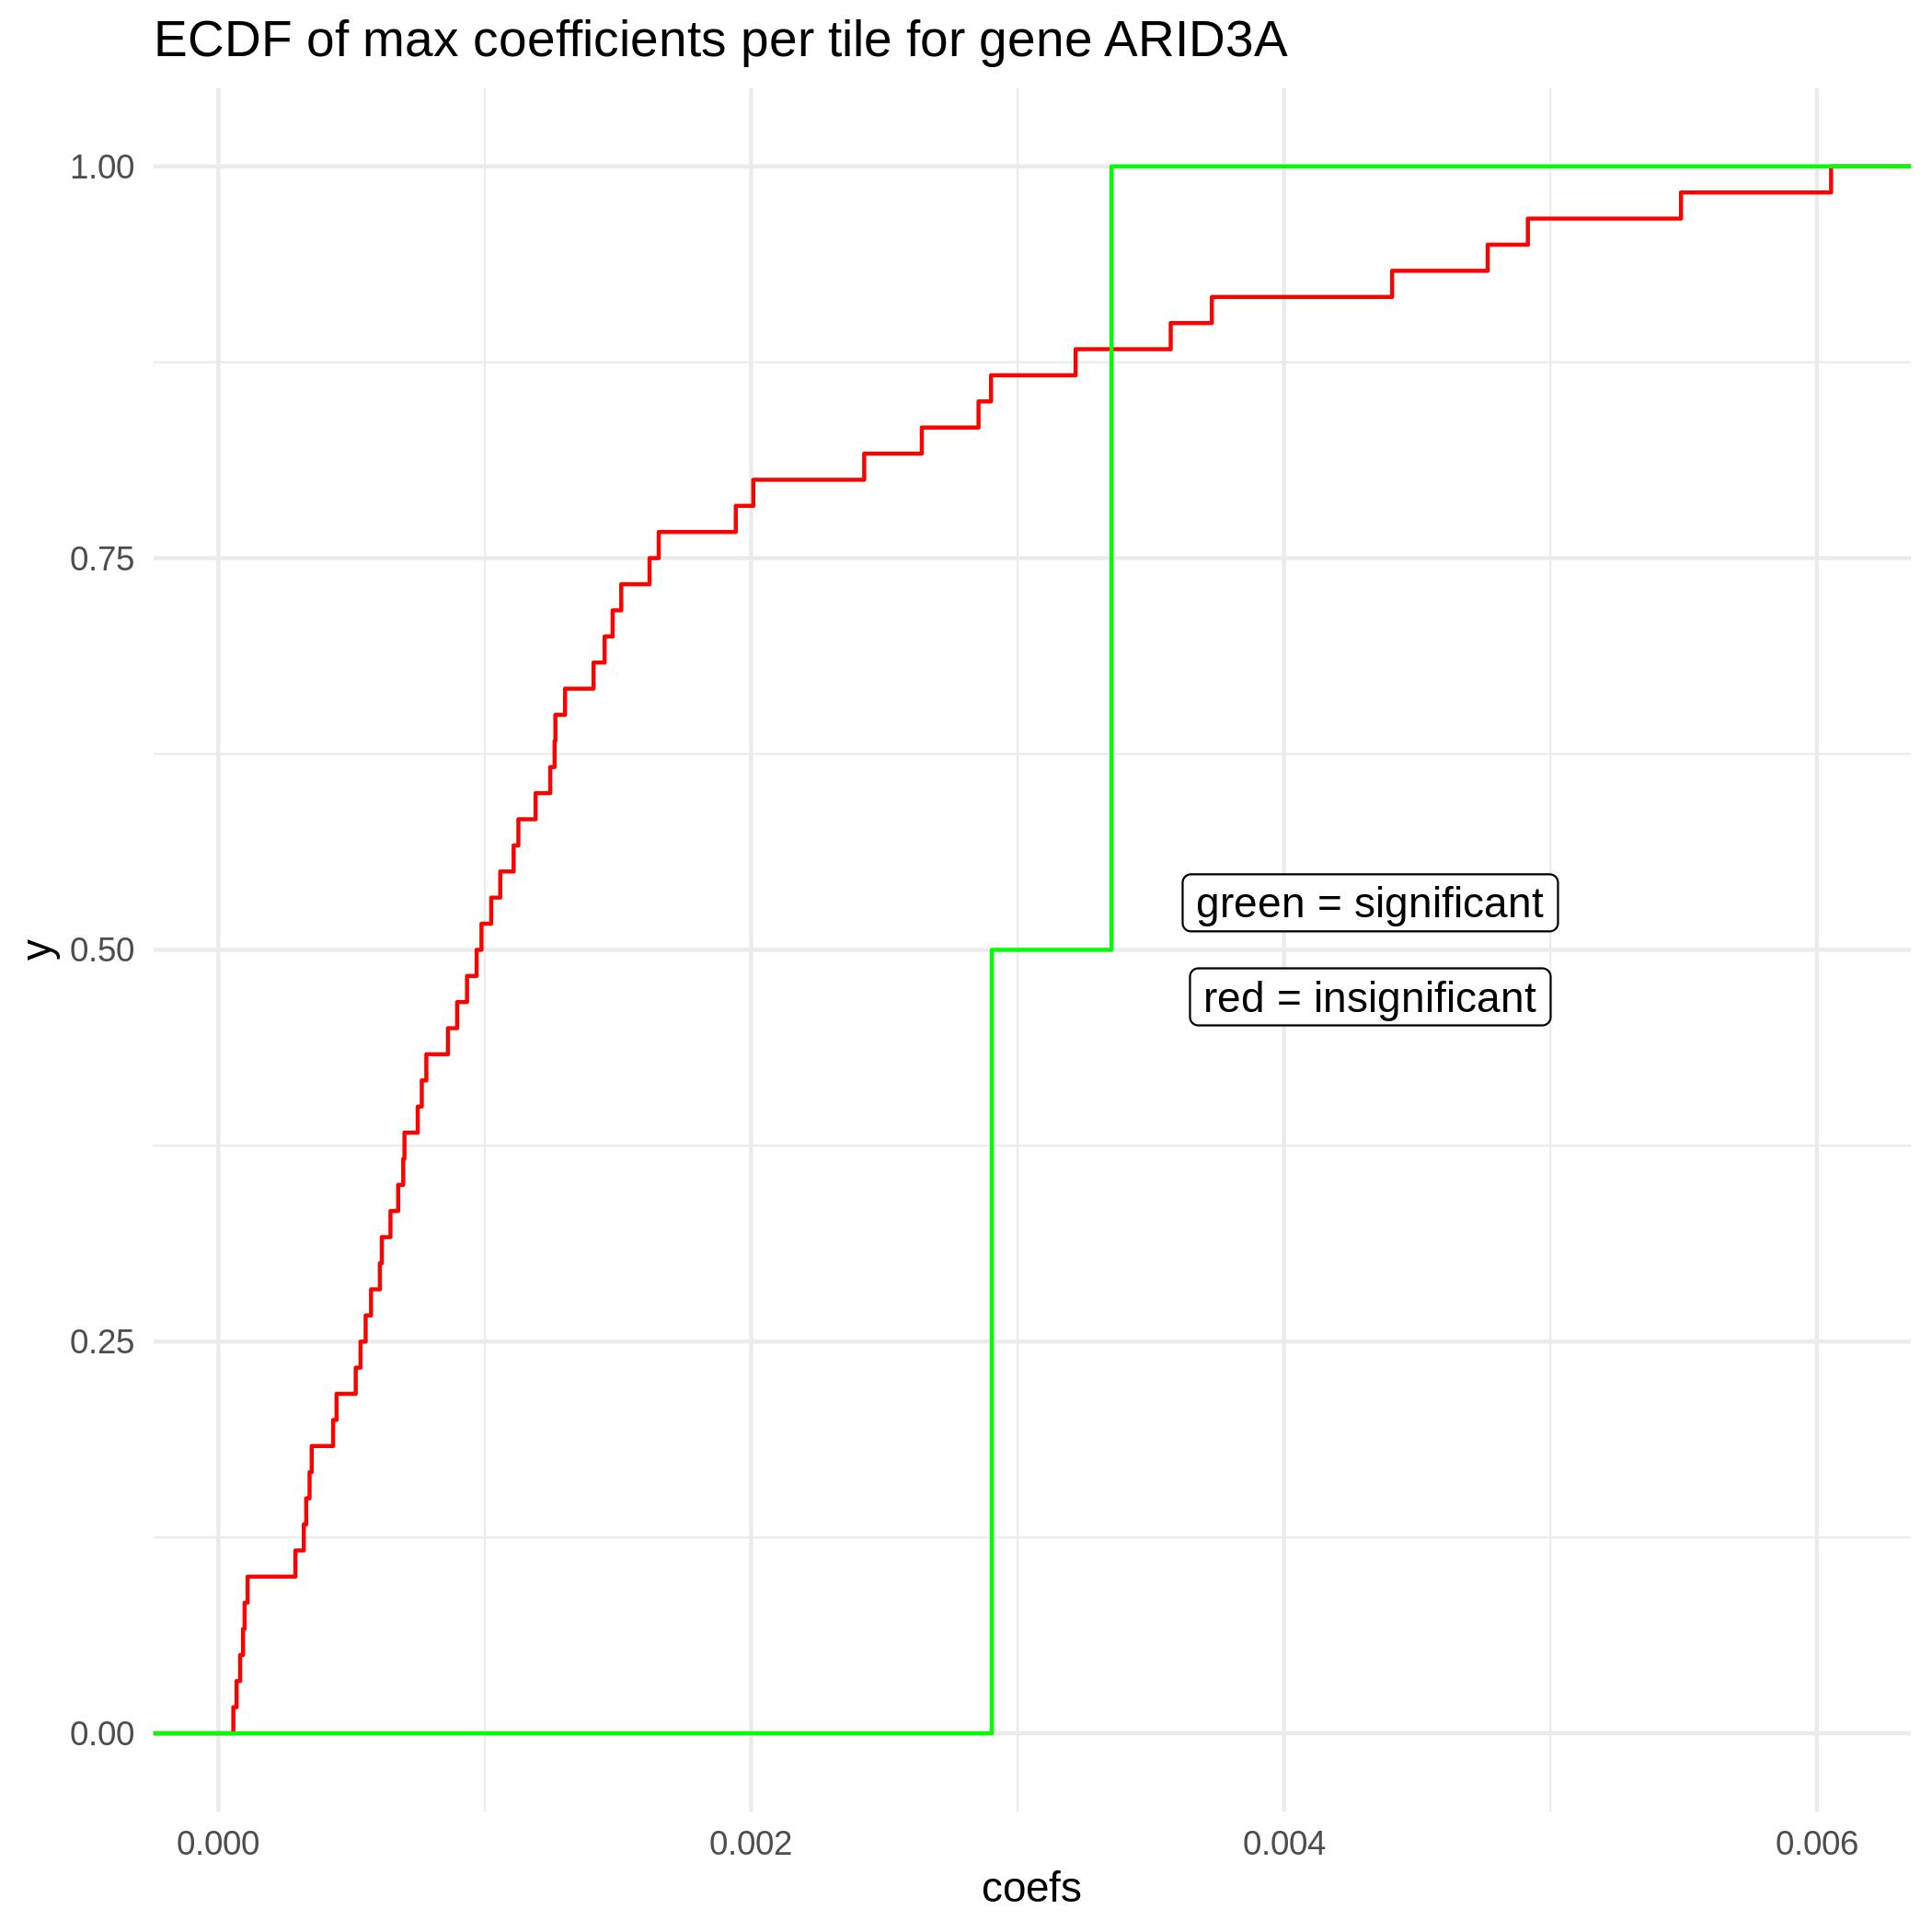 ECDF of max coefficients per tile for gene ARID3A
1.00
0.75
0.50
0.25
0.00
y
green = significant
red = insignificant
0.000 0.002 0.004 0.006
coefs